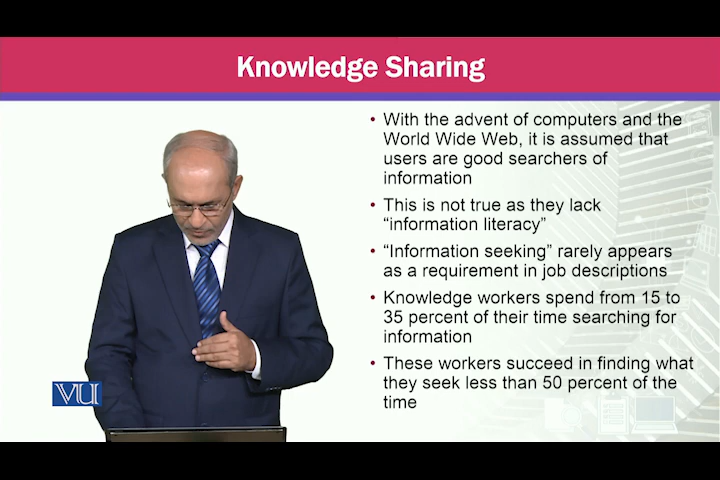 Knowledge Sharing
• With the advent of computers and the
World Wide Web, it is assumed that
users are good searchers of
information
• This is not true as they lack
“information literacy”
• “Information seeking” rarely appears
as a requirement in job descriptions
• Knowledge workers spend from 15 to
35 percent of their time searching for
information
• These workers succeed in finding what
they seek less than 50 percent of the
time
VU